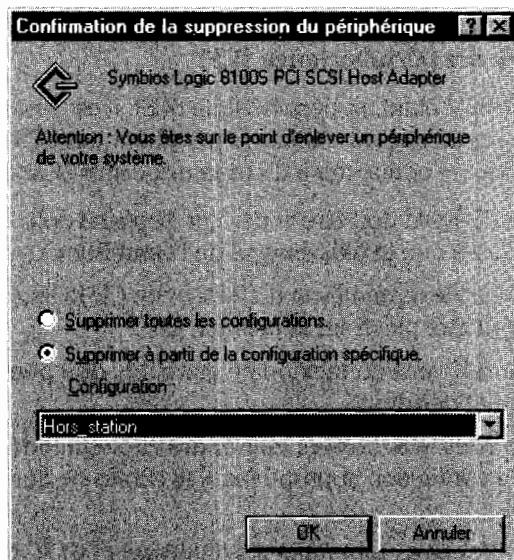 Confirmation de la suppression du périphérique
Symbios Logic 8100S PCI SCSI Host Adapter
Attention : Vous êtes sur le point d'enlever un périphérique
de votre système.
Supprimer toutes les configurations.
Supprimer à partir de la configuration spécifique.
Configuration :
Hors_station
OK
Annuler